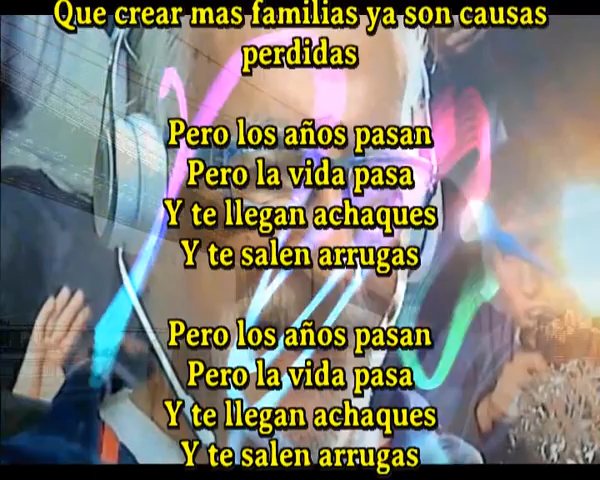 Que crear mas familias ya son causas
perdidas
Pero los años pasan
Pero la vida pasa
Y te llegan achaques
Y te salen arrugas
Pero los años pasan
Pero la vida pasa
Y te llegan achaques
Y te salen arrugas